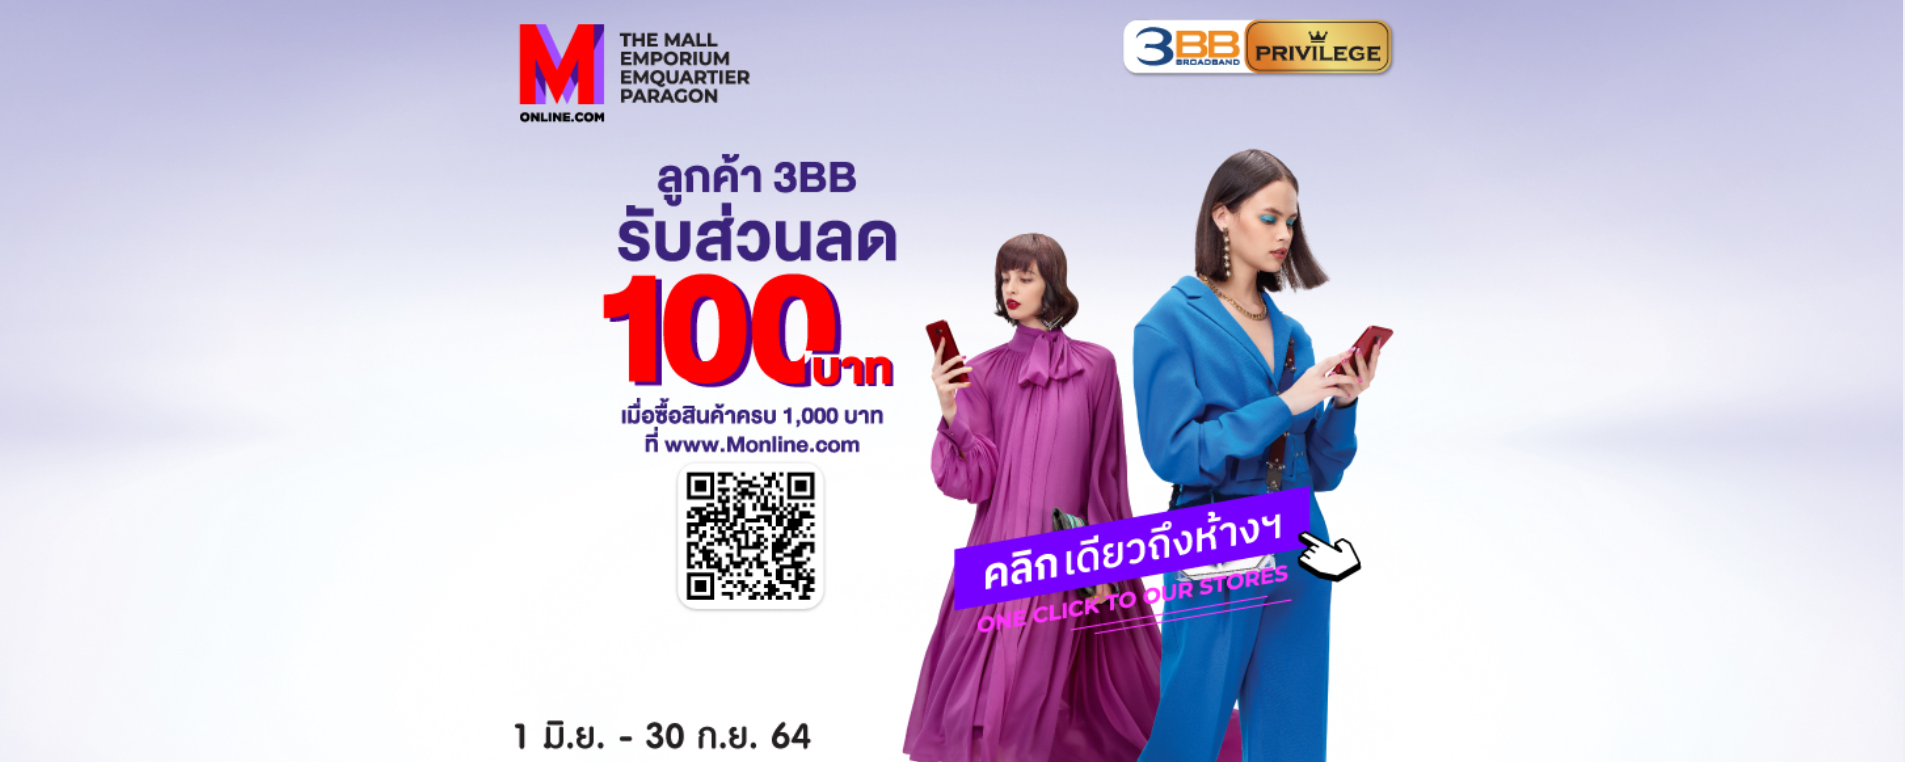 M
ONLINE.COM
THE MALL
EMPORIUM
EMQUARTIER
PARAGON
3BB
BROADBAND
PRIVILEGE
ลูกค้า 3BB
รับส่วนลด
100บาท
เมื่อซื้อสินค้าครบ 1,000 บาท
ที่ www.Monline.com
คลิกเดียวถึงห้างฯ
ONE CLICK TO OUR STORES
1 มิ.ย. - 30 ก.ย. 64